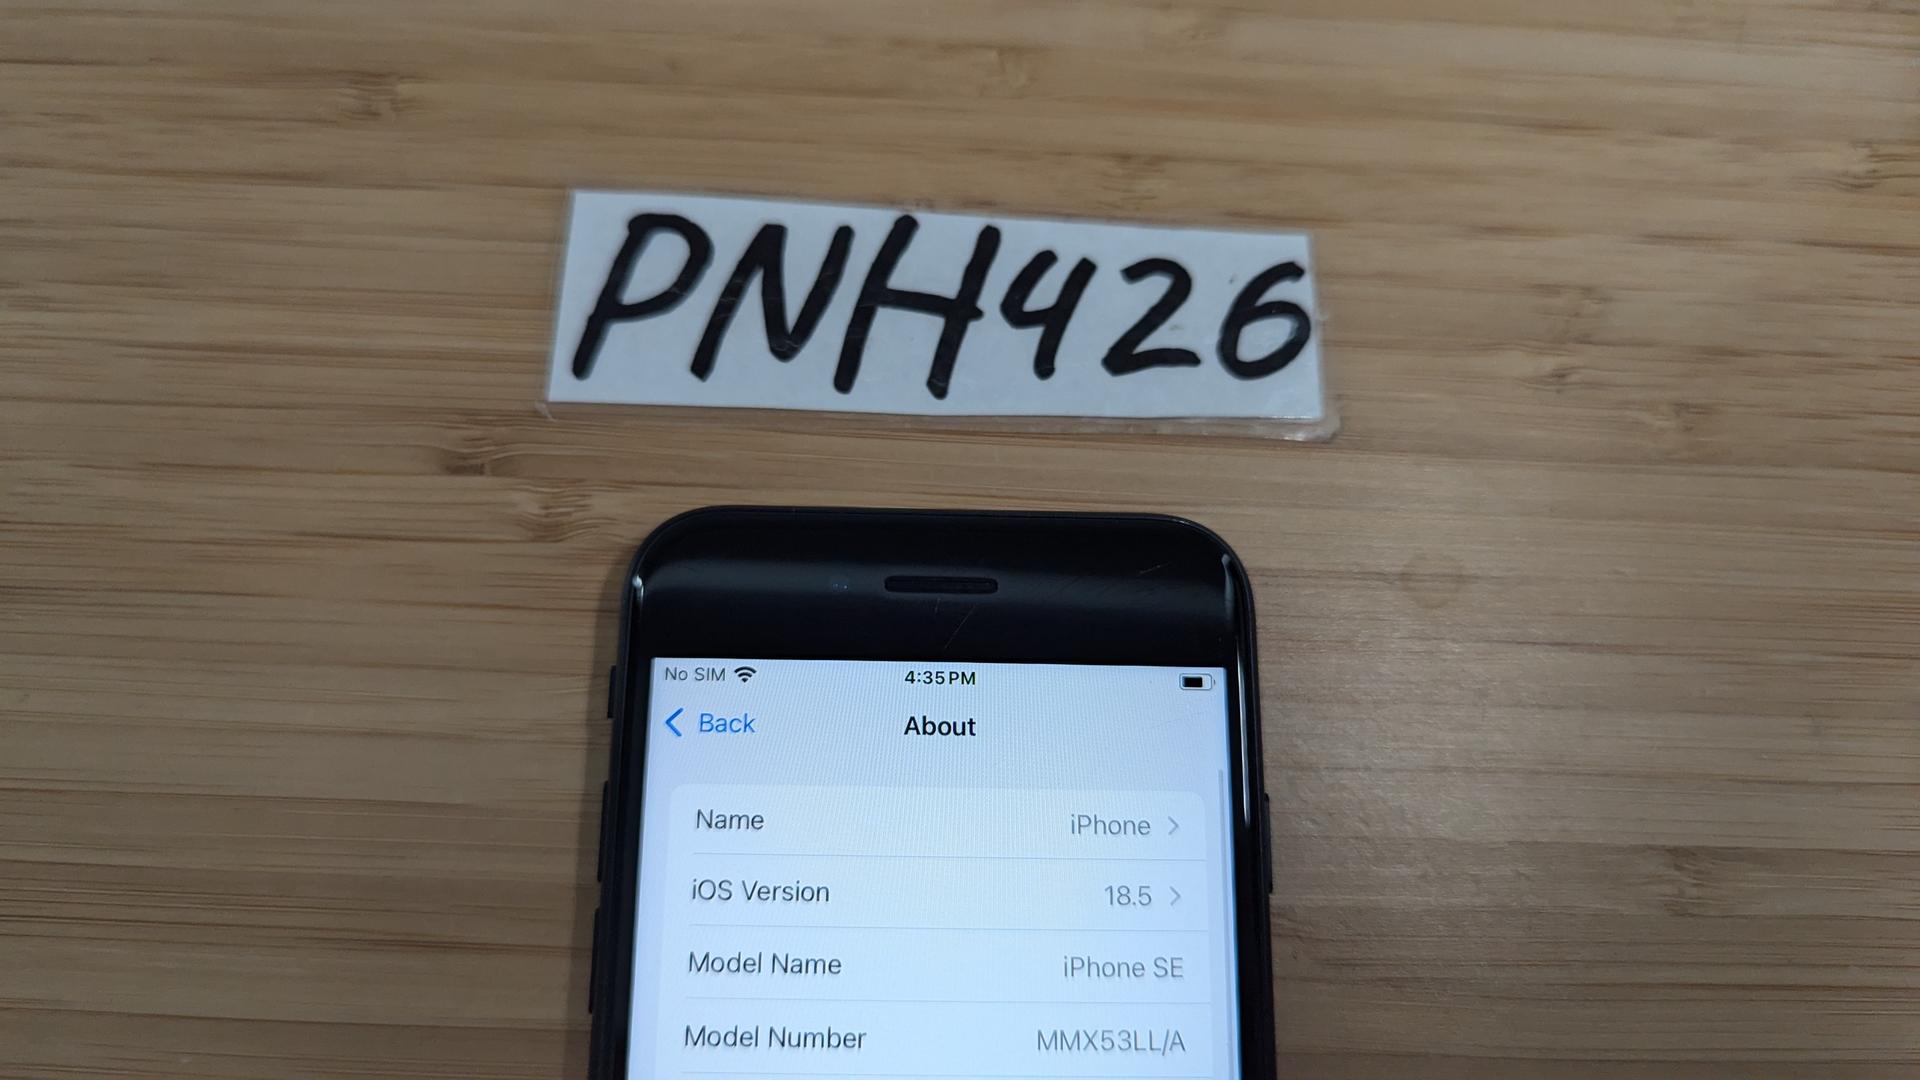 PNH426
No SIM 4:35 PM
Back About
Name iPhone
iOS Version 18.5
Model Name iPhone SE
Model Number MMX53LL/A